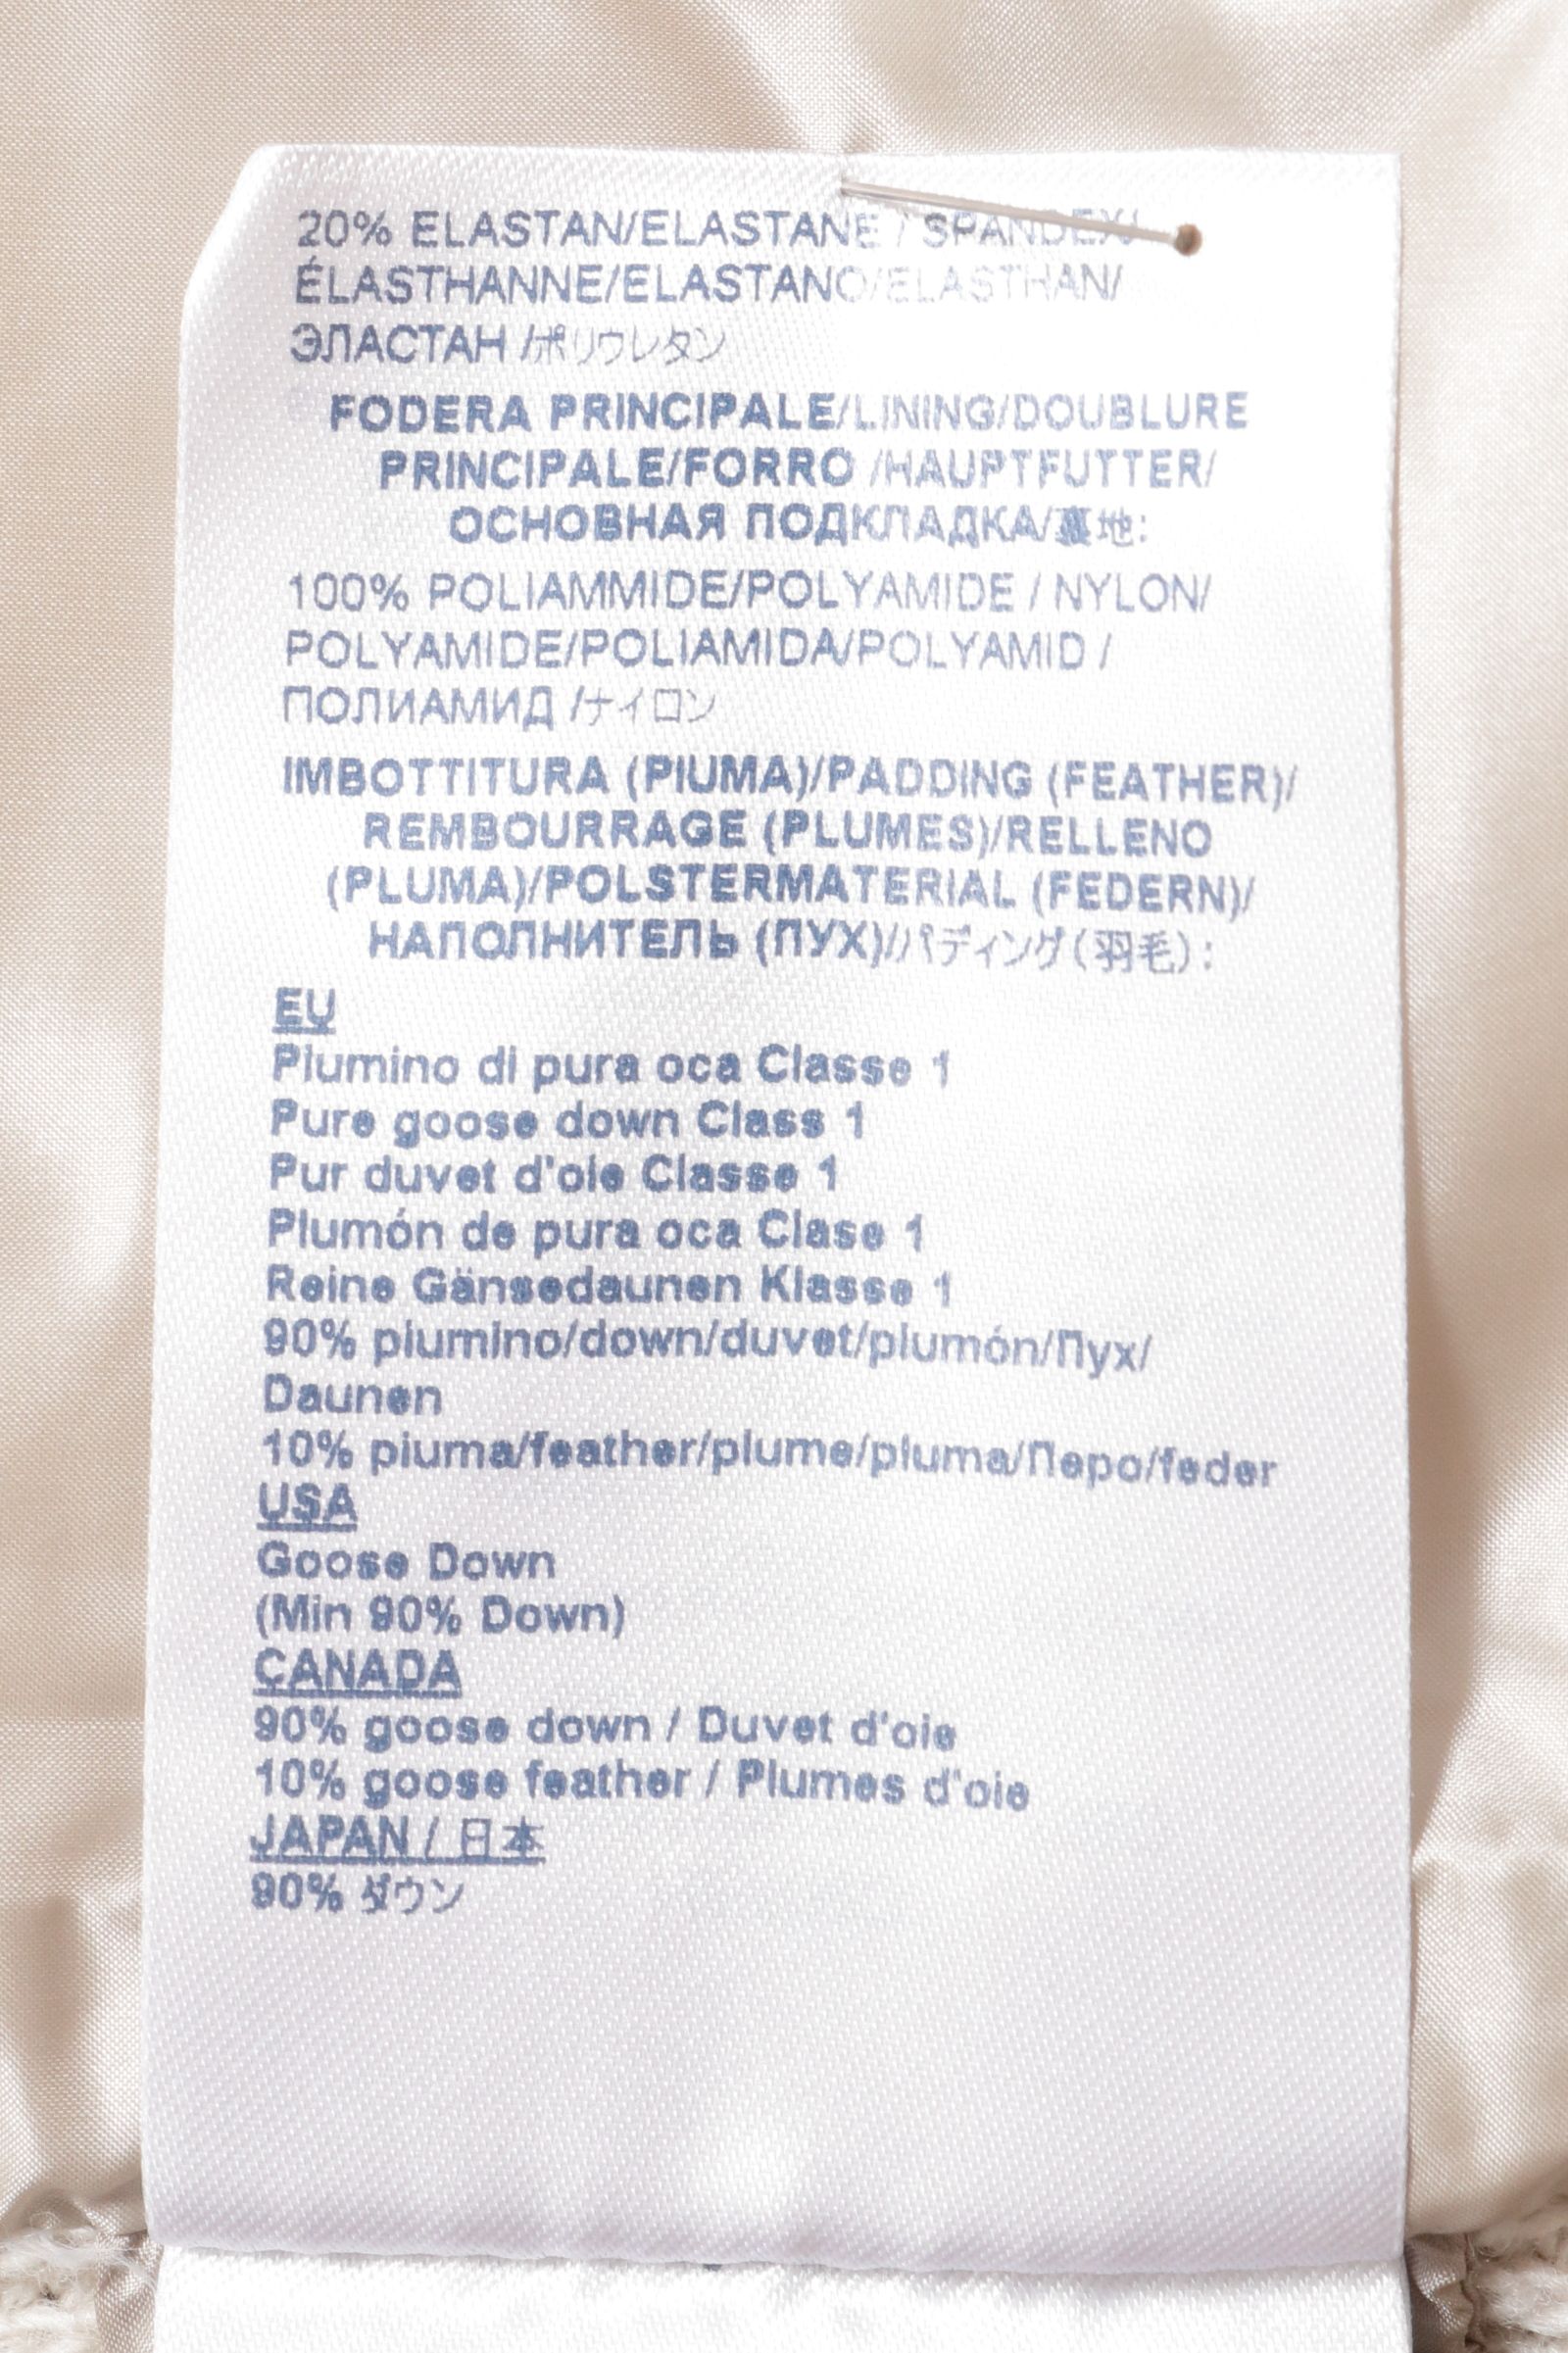 20% ELASTAN/ELASTANE / SPANDEX/
ÉLASTHANNE/ELASTANO/ELASTHAN/
ЭЛАСТАН /ポリウレタン
FODERA PRINCIPALE/LINING/DOUBLURE
PRINCIPALE/FORRO /HAUPTFUTTER/
ОСНОВНАЯ ПОДКЛАДКА/裏地:
100% POLIAMMIDE/POLYAMIDE / NYLON/
POLYAMIDE/POLIAMIDA/POLYAMID /
ПОЛИАМИД /ナイロン
IMBOTTITURA (PIUMA)/PADDING (FEATHER)/
REMBOURRAGE (PLUMES)/RELLENO
(PLUMA)/POLSTERMATERIAL (FEDERN)/
НАПОЛНИТЕЛЬ (ПУХ)/パディング(羽毛):
EU
Piumino di pura oca Classe 1
Pure goose down Class 1
Pur duvet d'oie Classe 1
Plumón de pura oca Clase 1
Reine Gänsedaunen Klasse 1
90% piumino/down/duvet/plumón/Пух/
Daunen
10% piuma/feather/plume/pluma/Перо/feder
USA
Goose Down
(Min 90% Down)
CANADA
90% goose down / Duvet d'oie
10% goose feather / Plumes d'oie
JAPAN / 日本
90% ダウン